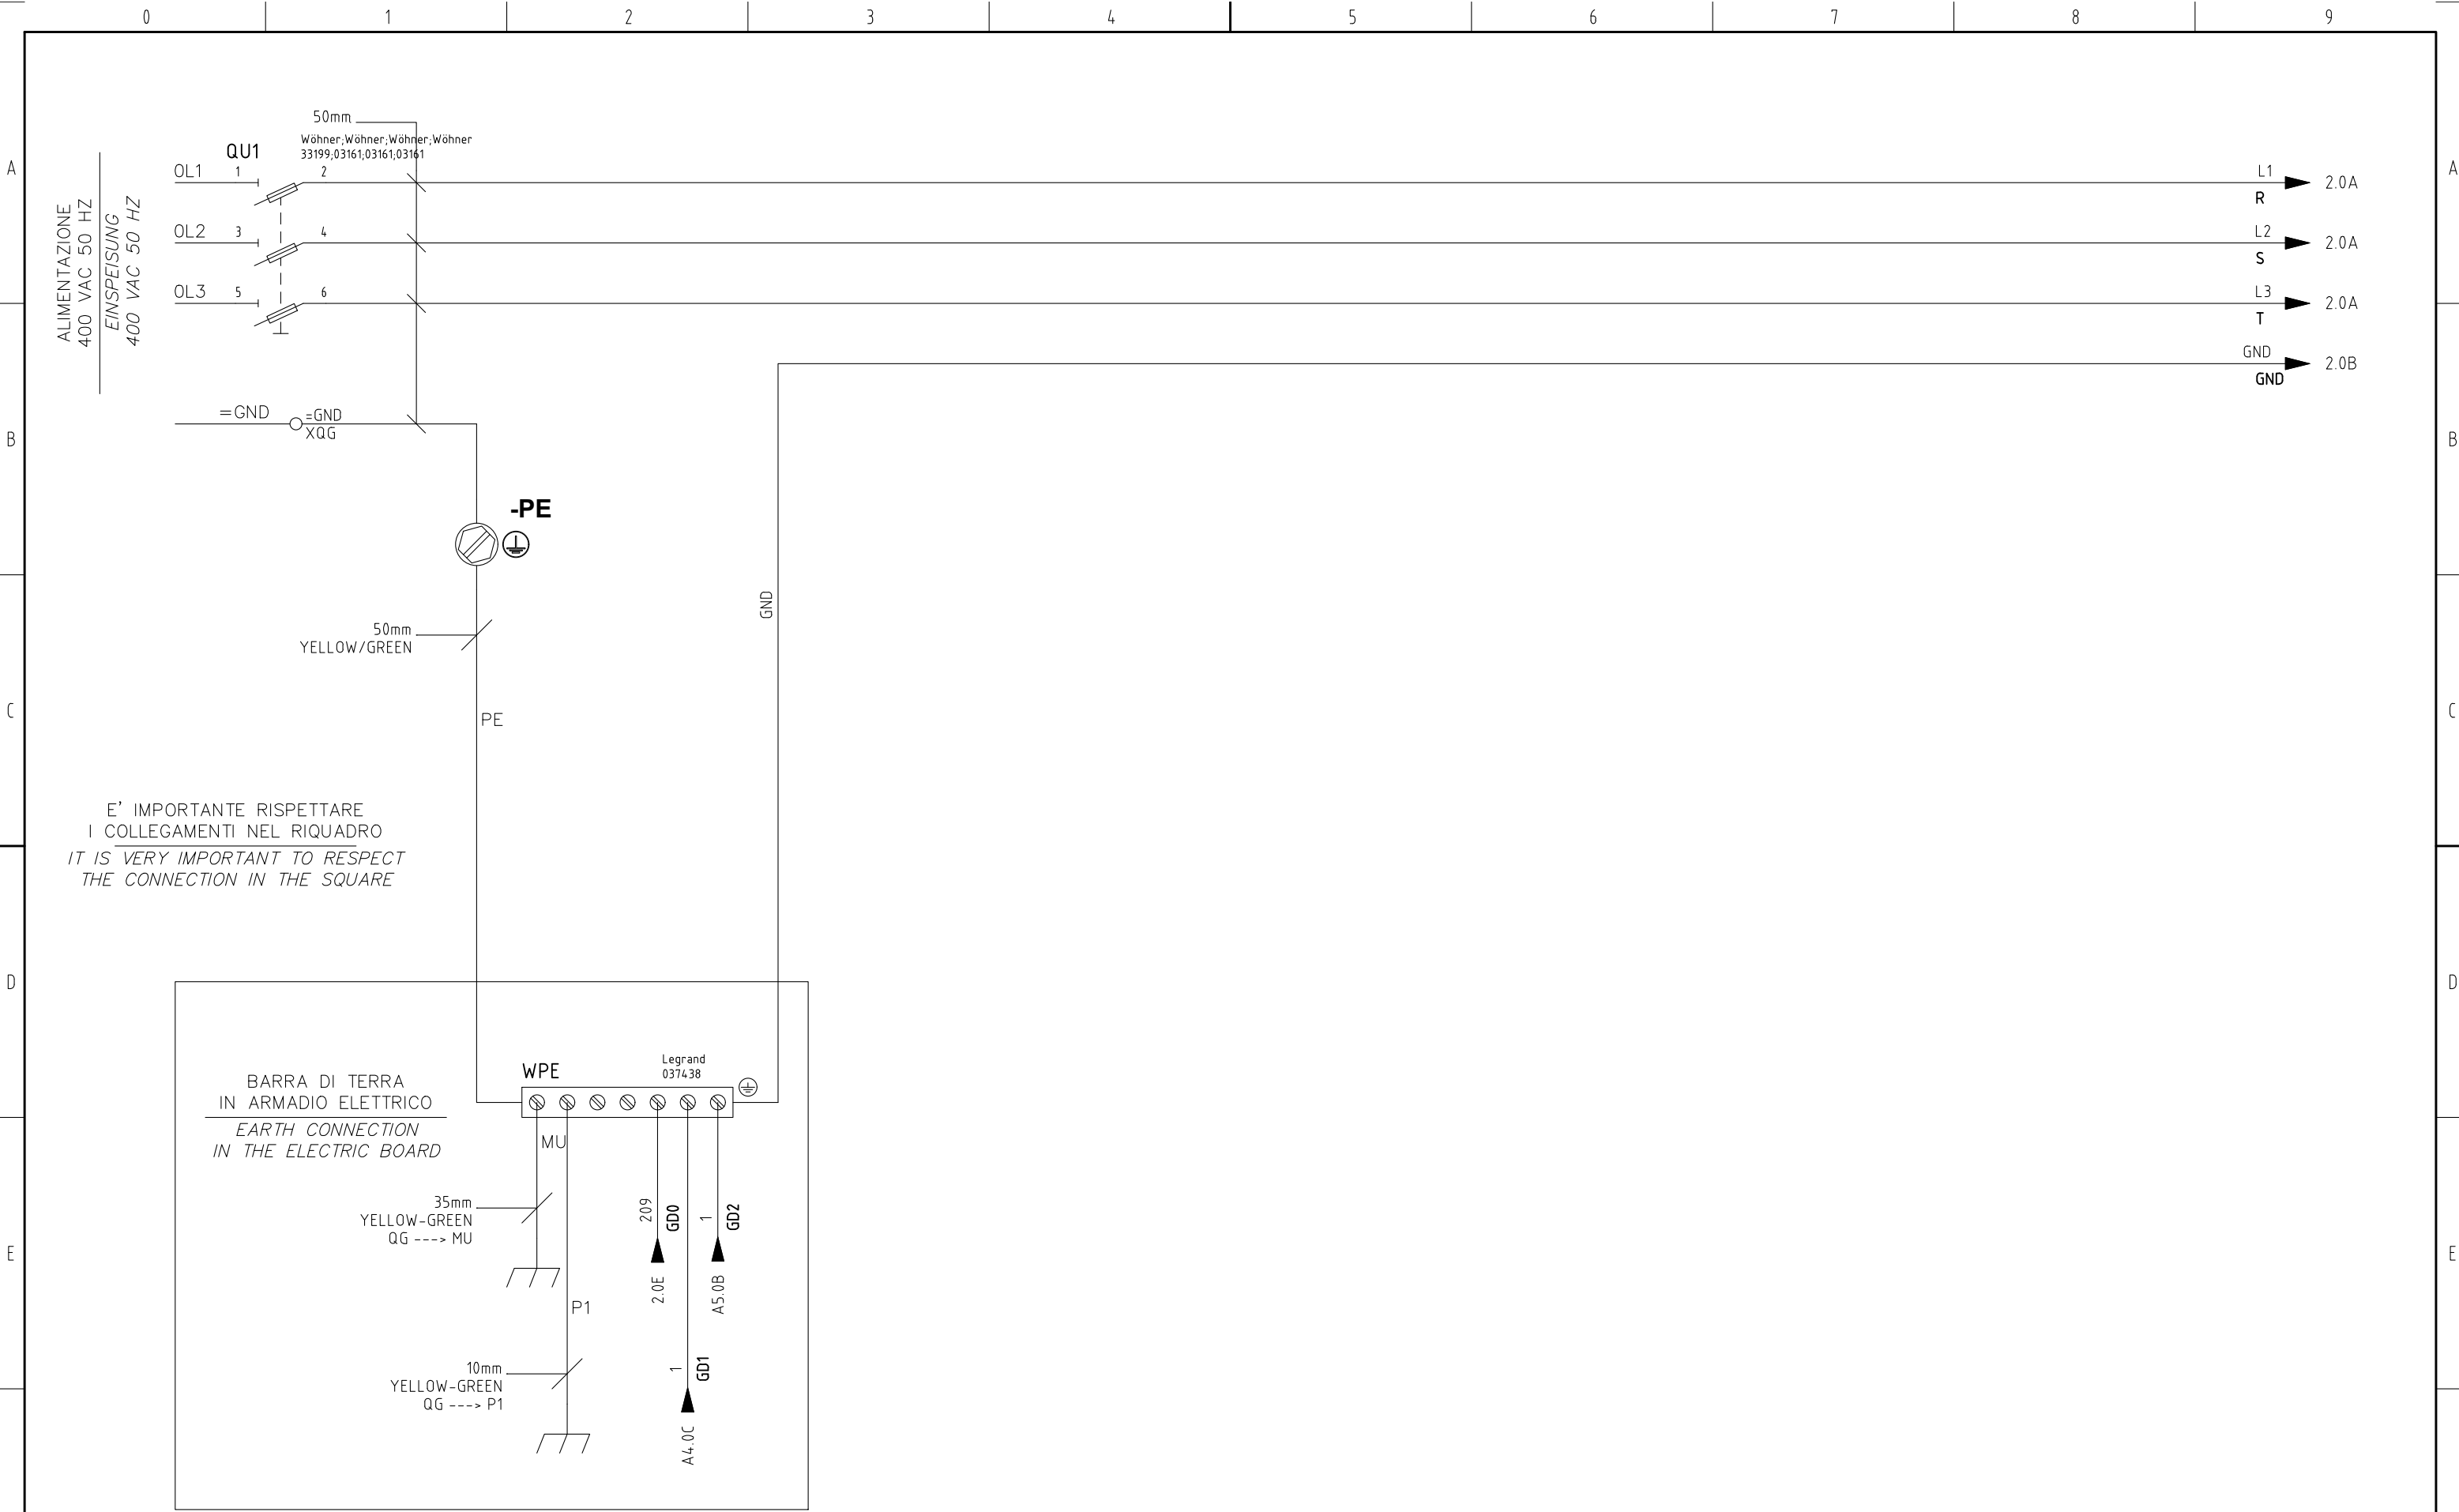 0 1 2 3 4 5 6 7 8 9
50mm
Wöhner;Wöhner;Wöhner;Wöhner
33199;03161;03161;03161
QU1
A
A
OL1 1 2
L1
2.0A
R
OL2 3 4
L2
2.0A
S
OL3 5 6
L3
2.0A
T
ALIMENTAZIONE
400 VAC 50 HZ
EINSPEISUNG
400 VAC 50 HZ
GND
2.0B
GND
=GND
=GND
XQG
B
B
-PE
50mm
YELLOW/GREEN
GND
PE
C
C
E' IMPORTANTE RISPETTARE
I COLLEGAMENTI NEL RIQUADRO
IT IS VERY IMPORTANT TO RESPECT
THE CONNECTION IN THE SQUARE
D
D
WPE
Legrand
037438
BARRA DI TERRA
IN ARMADIO ELETTRICO
EARTH CONNECTION
IN THE ELECTRIC BOARD
MU
35mm
YELLOW-GREEN
QG ---> MU
209
GD0
2.0E
1
GD2
A5.0B
E
E
P1
10mm
YELLOW-GREEN
QG ---> P1
1
GD1
A4.0C